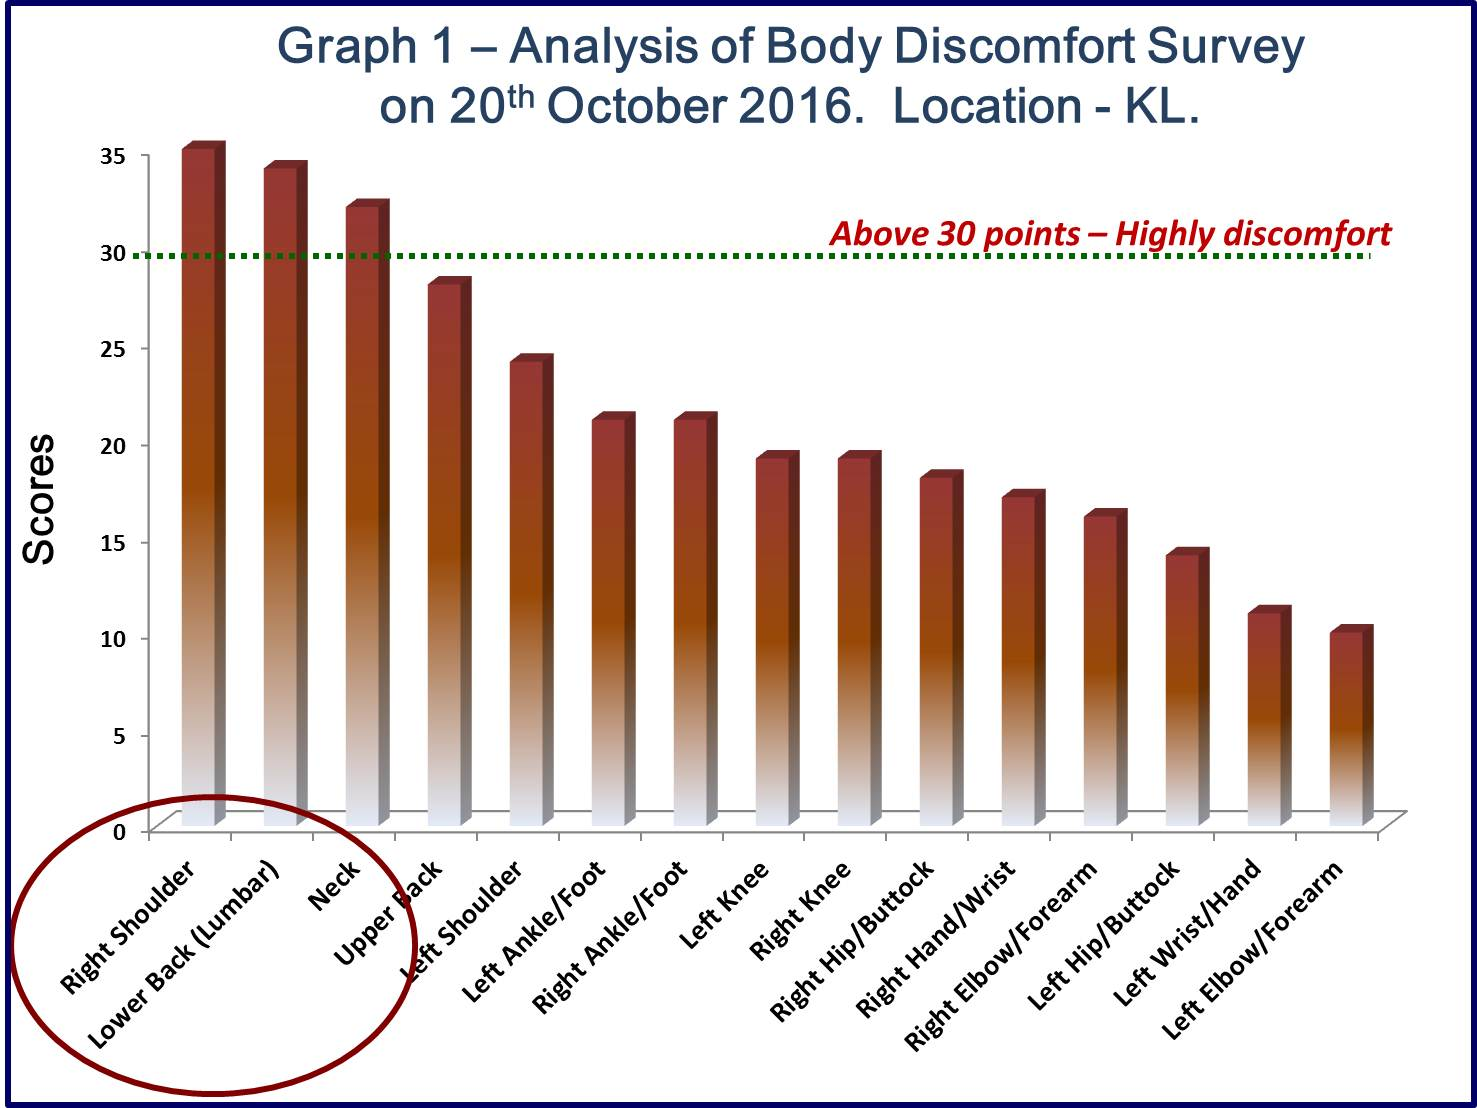 Graph 1 – Analysis of Body Discomfort Survey
on 20th October 2016.  Location - KL.
Above 30 points – Highly discomfort
Scores
35
30
25
20
15
10
5
0
Right Shoulder
Lower Back (Lumbar)
Neck
Upper Back
Left Shoulder
Left Ankle/Foot
Right Ankle/Foot
Left Knee
Right Knee
Right Hip/Buttock
Right Hand/Wrist
Right Elbow/Forearm
Left Hip/Buttock
Left Wrist/Hand
Left Elbow/Forearm